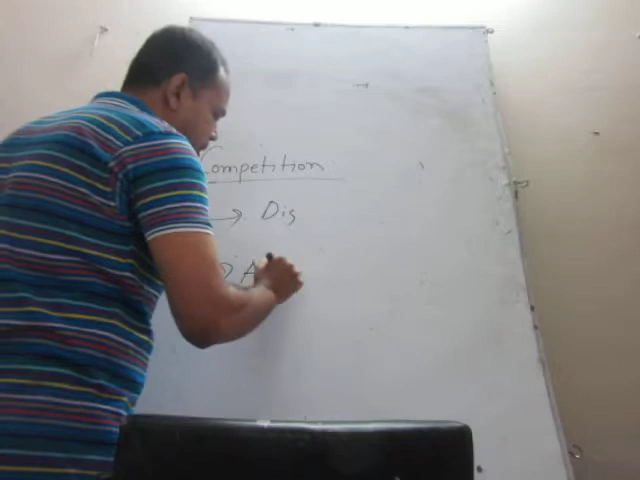 Competition
→ Dis
A